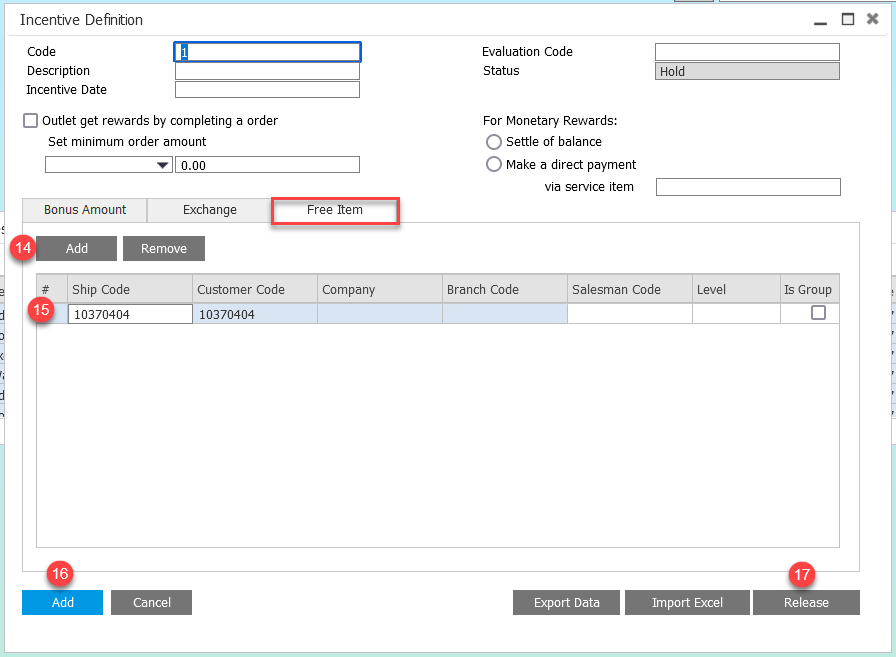 Incentive Definition
Code 1 Evaluation Code
Description Status Hold
Incentive Date
Outlet get rewards by completing a order For Monetary Rewards:
Set minimum order amount Settle of balance
0.00 Make a direct payment
via service item
Bonus Amount Exchange Free Item
14 Add Remove
# Ship Code Customer Code Company Branch Code Salesman Code Level Is Group
15 10370404 10370404
16 17
Add Cancel Export Data Import Excel Release